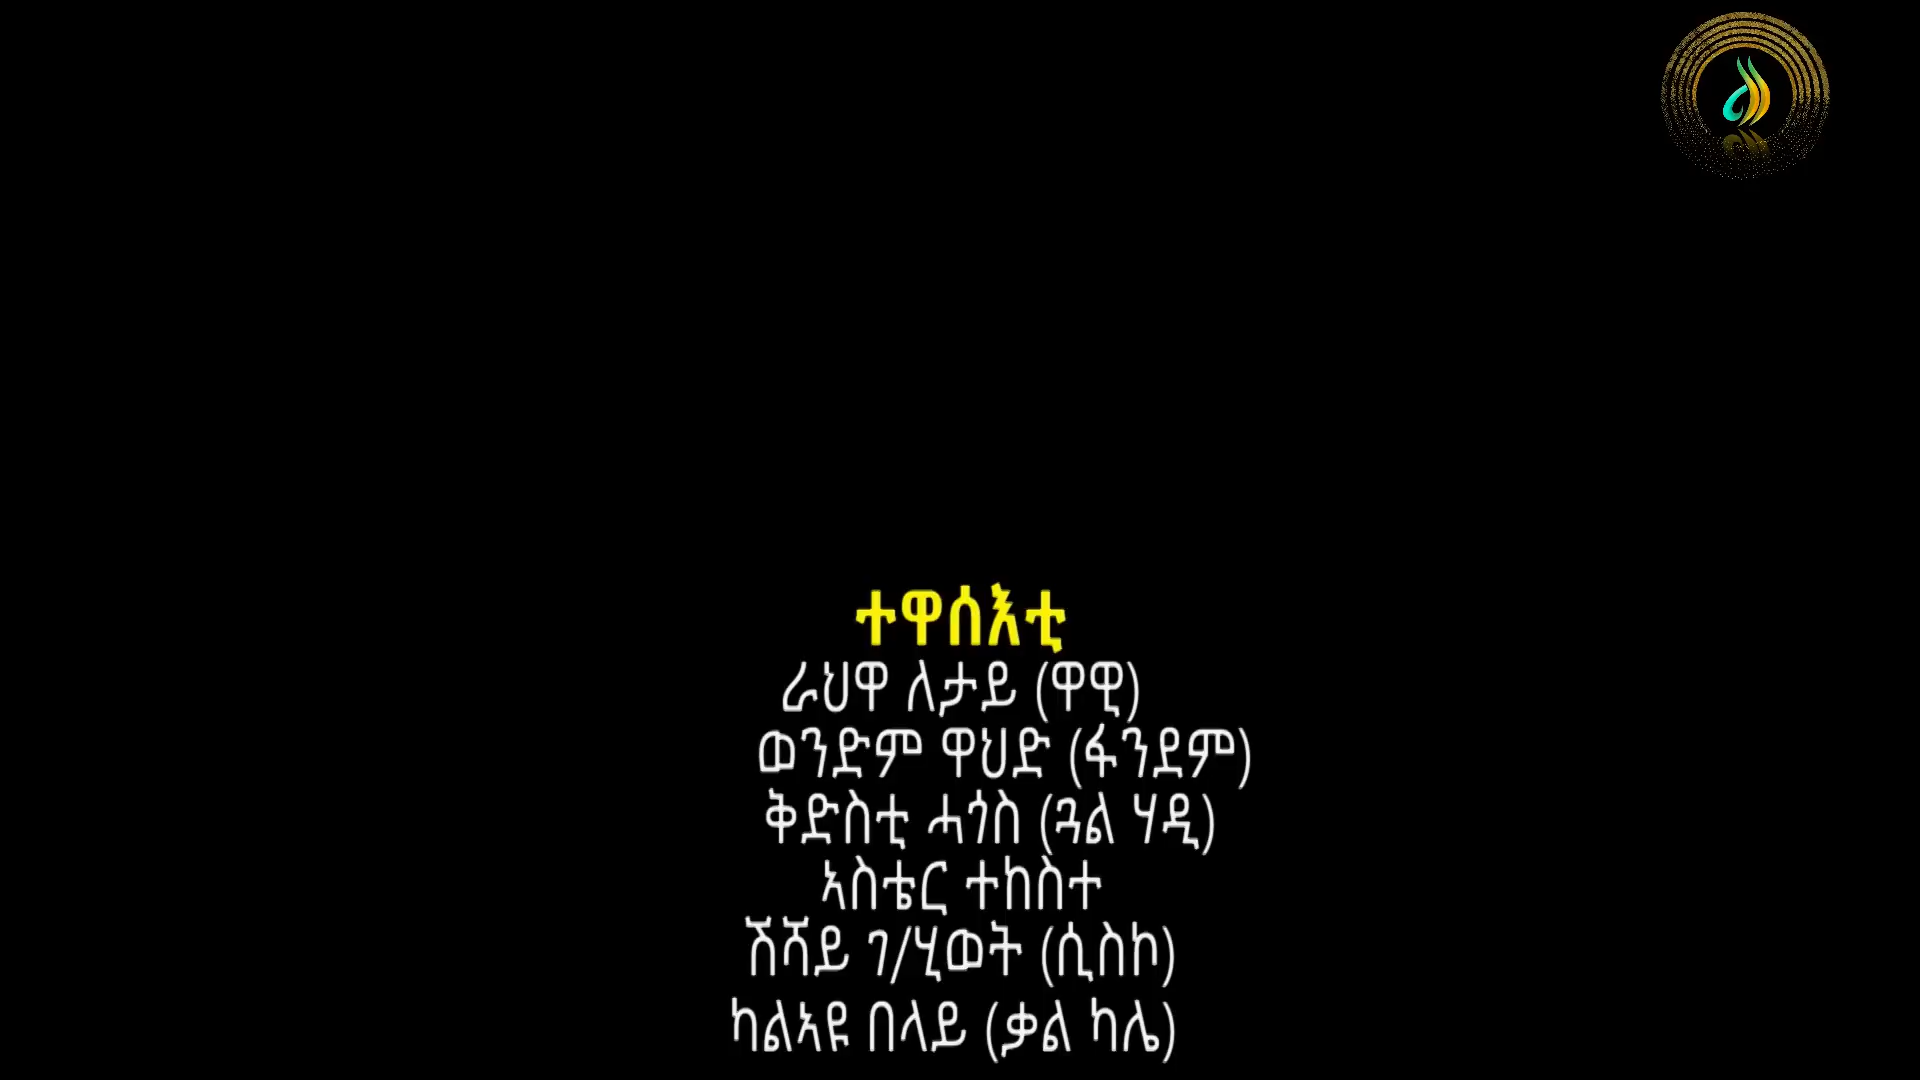 ተዋሰእቲ
ራህዋ ለታይ (ዋዊ)
ወንድም ዋህድ (ፋንደም)
ቅድስቲ ሓጎስ (ጓል ሃዲ)
ኣስቴር ተከስተ
ሽሻይ ገ/ሂወት (ሲስኮ)
ካልኣዩ በላይ (ቃል ካሌ)